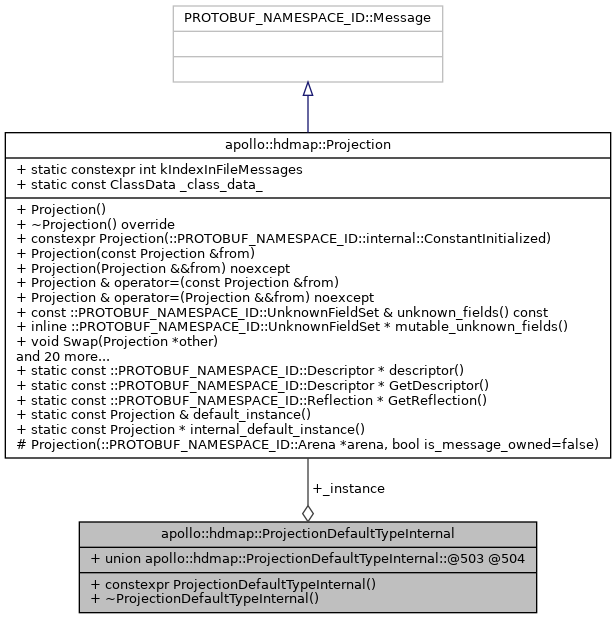 PROTOBUF_NAMESPACE_ID::Message
apollo::hdmap::Projection
+ static constexpr int kIndexInFileMessages
+ static const ClassData _class_data_
+ Projection()
+ ~Projection() override
+ constexpr Projection(::PROTOBUF_NAMESPACE_ID::internal::ConstantInitialized)
+ Projection(const Projection &from)
+ Projection(Projection &&from) noexcept
+ Projection & operator=(const Projection &from)
+ Projection & operator=(Projection &&from) noexcept
+ const ::PROTOBUF_NAMESPACE_ID::UnknownFieldSet & unknown_fields() const
+ inline ::PROTOBUF_NAMESPACE_ID::UnknownFieldSet * mutable_unknown_fields()
+ void Swap(Projection *other)
and 20 more...
+ static const ::PROTOBUF_NAMESPACE_ID::Descriptor * descriptor()
+ static const ::PROTOBUF_NAMESPACE_ID::Descriptor * GetDescriptor()
+ static const ::PROTOBUF_NAMESPACE_ID::Reflection * GetReflection()
+ static const Projection & default_instance()
+ static const Projection * internal_default_instance()
# Projection(::PROTOBUF_NAMESPACE_ID::Arena *arena, bool is_message_owned=false)
+_instance
apollo::hdmap::ProjectionDefaultTypeInternal
+ union apollo::hdmap::ProjectionDefaultTypeInternal::@503 @504
+ constexpr ProjectionDefaultTypeInternal()
+ ~ProjectionDefaultTypeInternal()